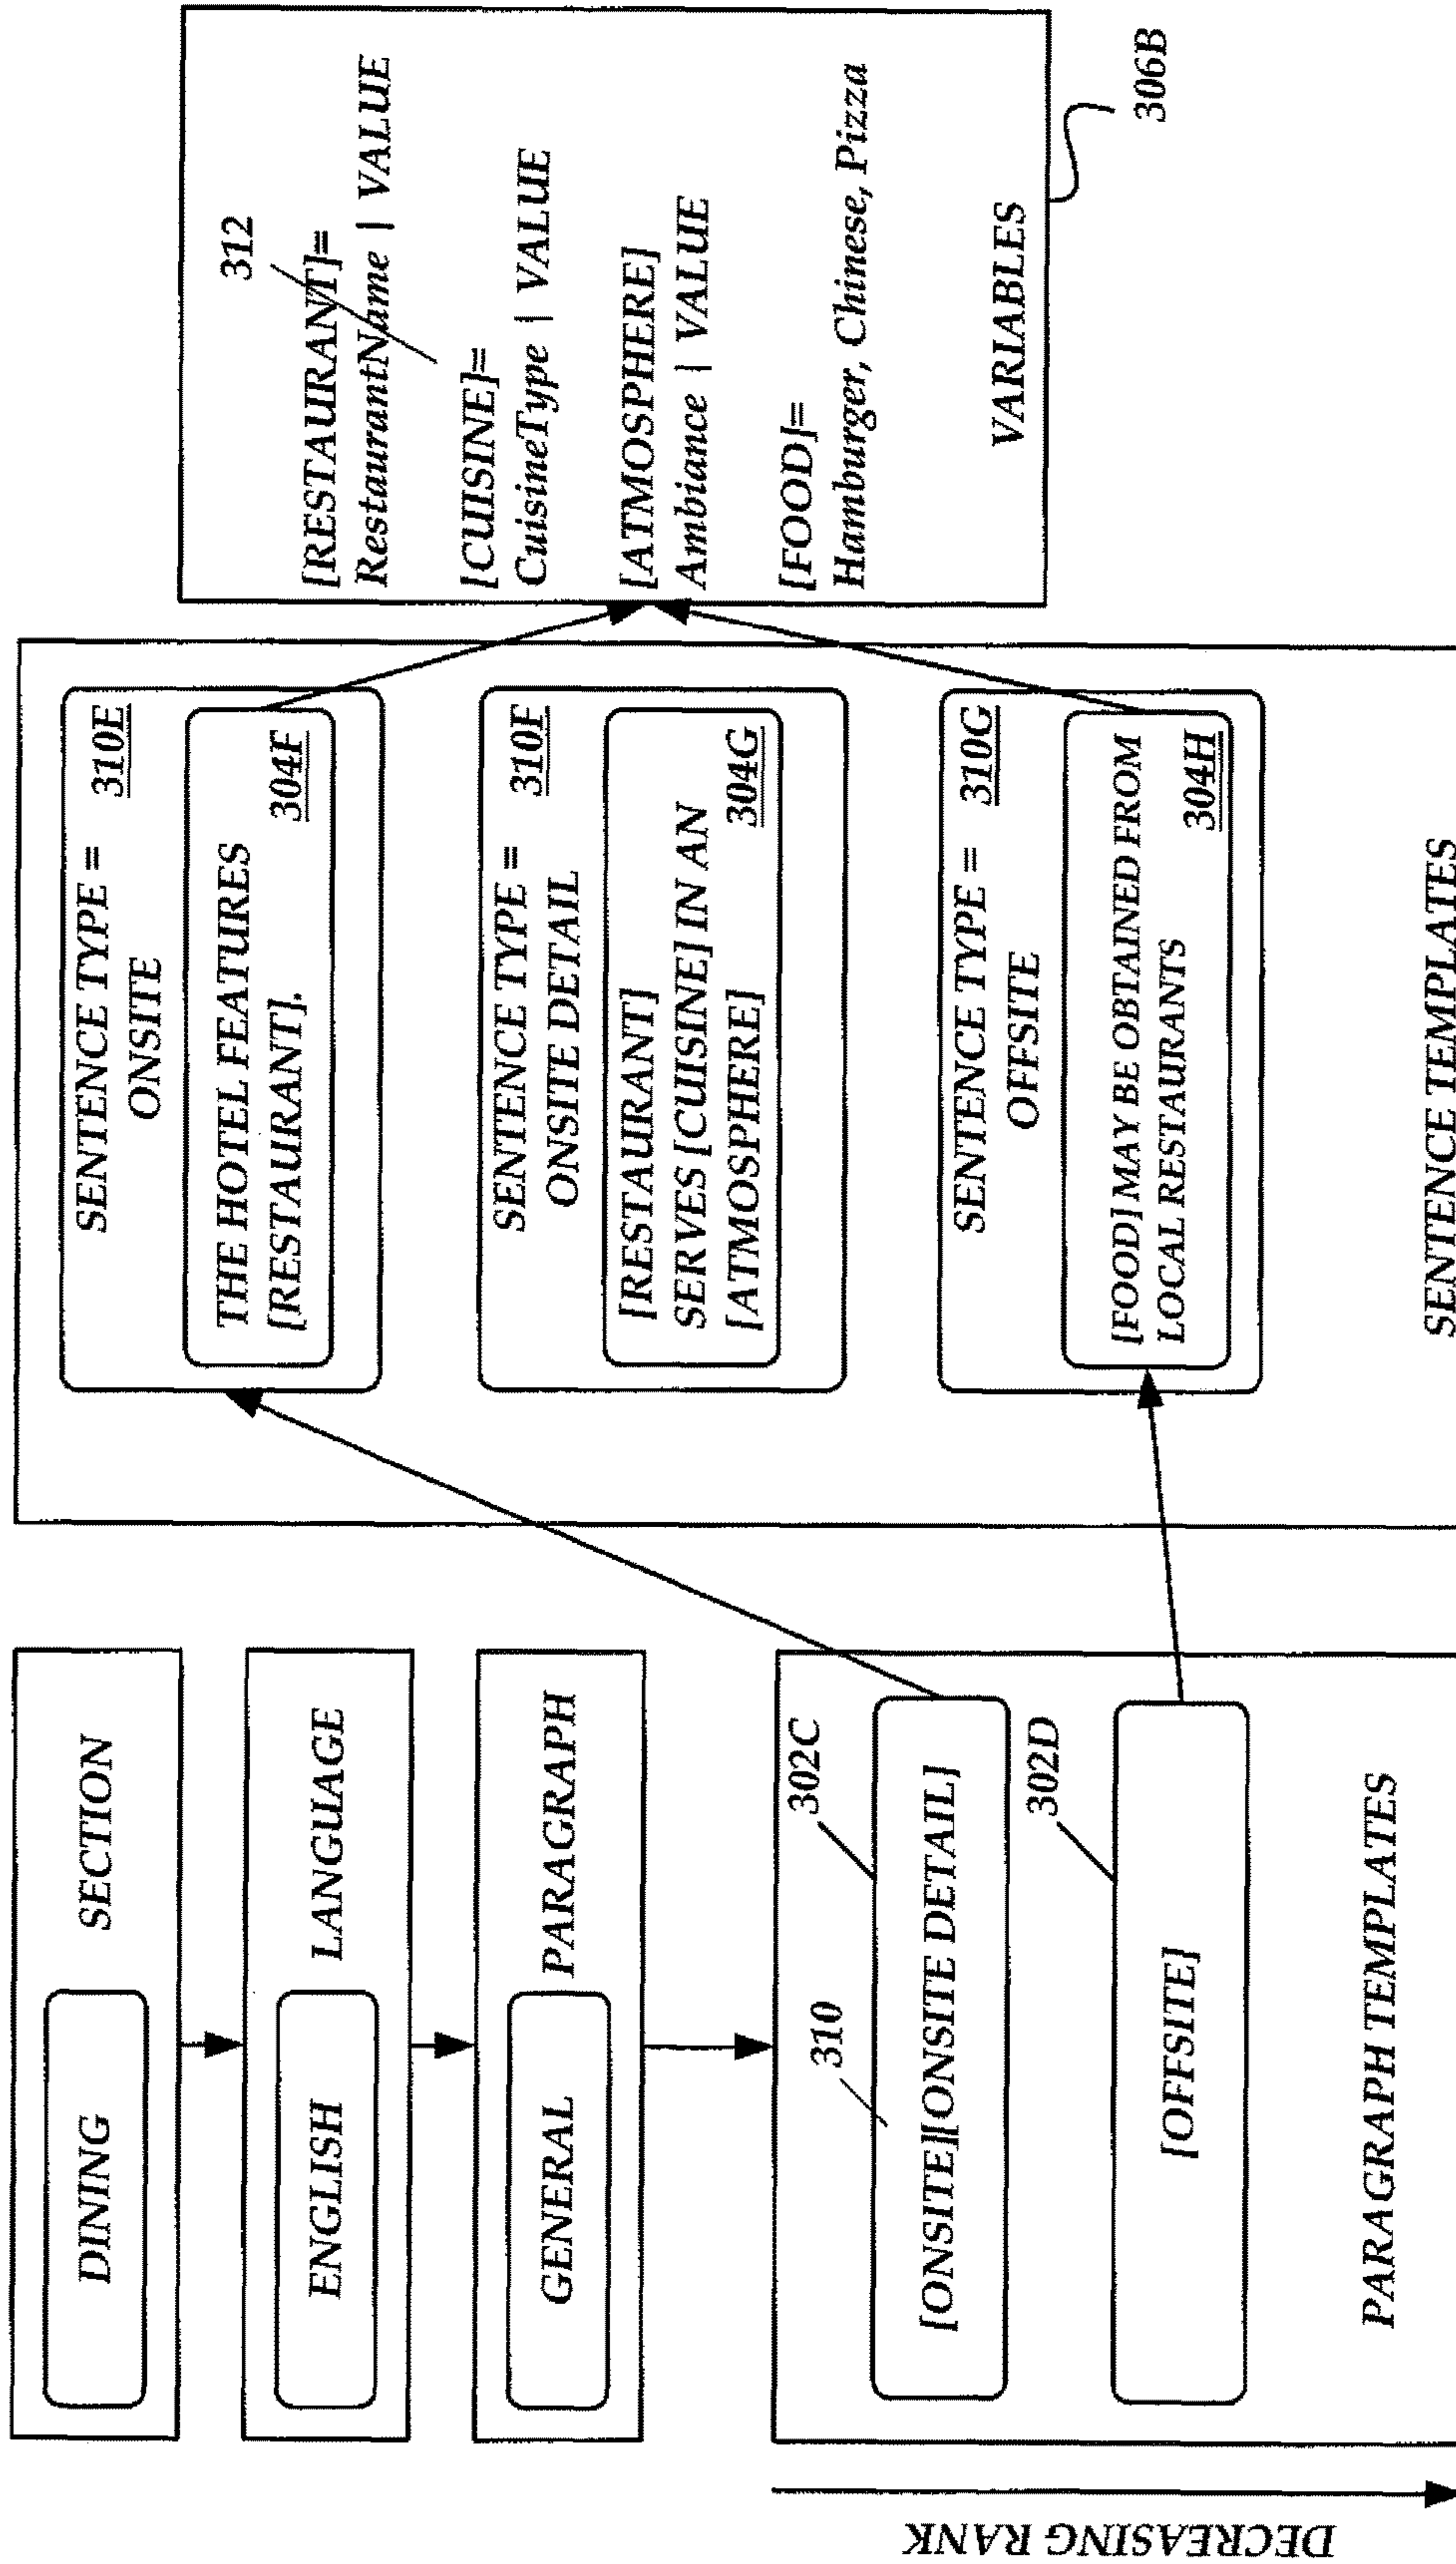 DINING
SECTION
ENGLISH
LANGUAGE
GENERAL
PARAGRAPH
302C
310
[ONSITE][ONSITE DETAIL]
302D
[OFFSITE]
PARAGRAPH TEMPLATES
DECREASING RANK
SENTENCE TYPE =
ONSITE
310E
THE HOTEL FEATURES
[RESTAURANT].
304F
SENTENCE TYPE =
ONSITE DETAIL
310F
[RESTAURANT]
SERVES [CUISINE] IN AN
[ATMOSPHERE]
304G
SENTENCE TYPE =
OFFSITE
310G
[FOOD] MAY BE OBTAINED FROM
LOCAL RESTAURANTS
304H
SENTENCE TEMPLATES
312
[RESTAURANT]=
RestaurantName | VALUE
[CUISINE]=
CuisineType | VALUE
[ATMOSPHERE]
Ambiance | VALUE
[FOOD]=
Hamburger, Chinese, Pizza
VARIABLES
306B